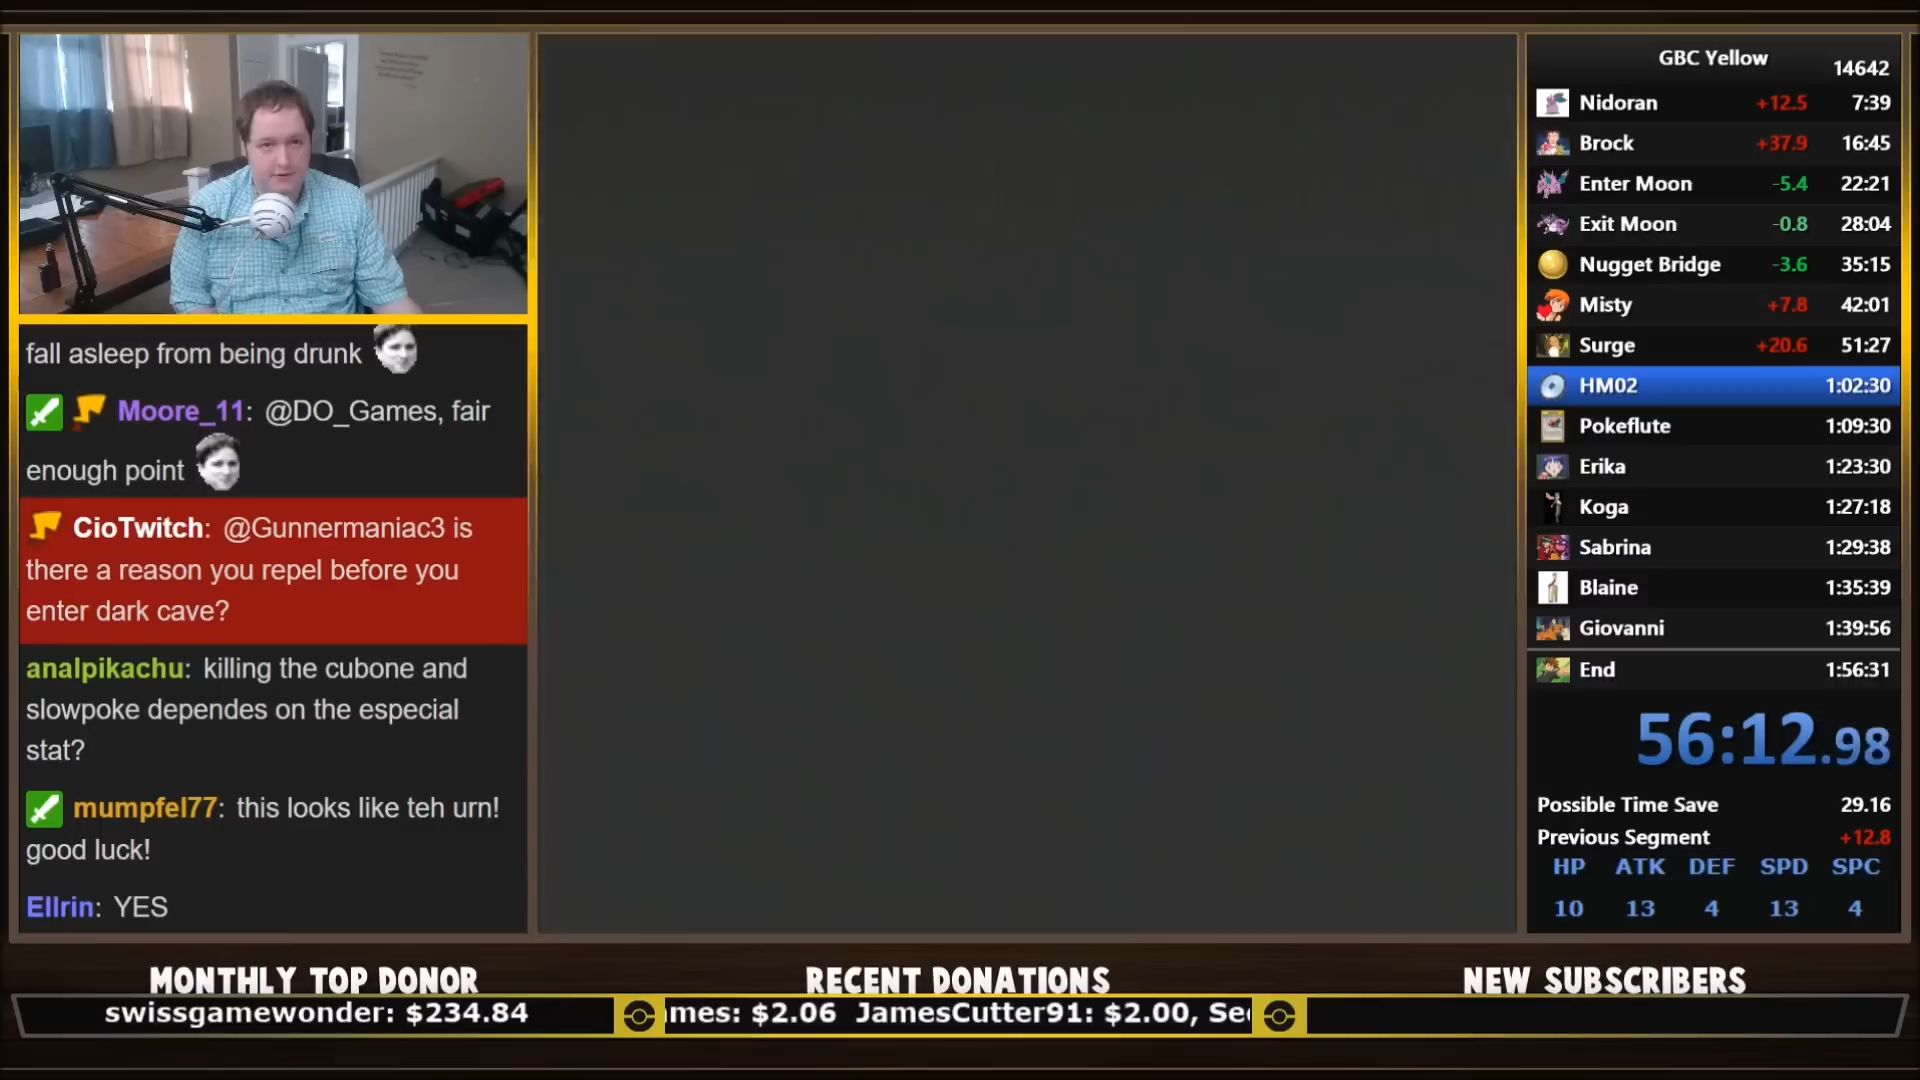 fall asleep from being drunk
Moore_11: @DO_Games, fair
enough point
CioTwitch: @Gunnermaniac3 is
there a reason you repel before you
enter dark cave?
analpikachu: killing the cubone and
slowpoke dependes on the especial
stat?
mumpfel77: this looks like teh urn!
good luck!
Ellrin: YES
GBC Yellow 14642
Nidoran +12.5 7:39
Brock +37.9 16:45
Enter Moon -5.4 22:21
Exit Moon -0.8 28:04
Nugget Bridge -3.6 35:15
Misty +7.8 42:01
Surge +20.6 51:27
HM02 1:02:30
Pokeflute 1:09:30
Erika 1:23:30
Koga 1:27:18
Sabrina 1:29:38
Blaine 1:35:39
Giovanni 1:39:56
End 1:56:31
56:12.98
Possible Time Save 29.16
Previous Segment +12.8
HP ATK DEF SPD SPC
10 13 4 13 4
MONTHLY TOP DONOR
swissgamewonder: $234.84
RECENT DONATIONS
mes: $2.06 JamesCutter91: $2.00,
NEW SUBSCRIBERS